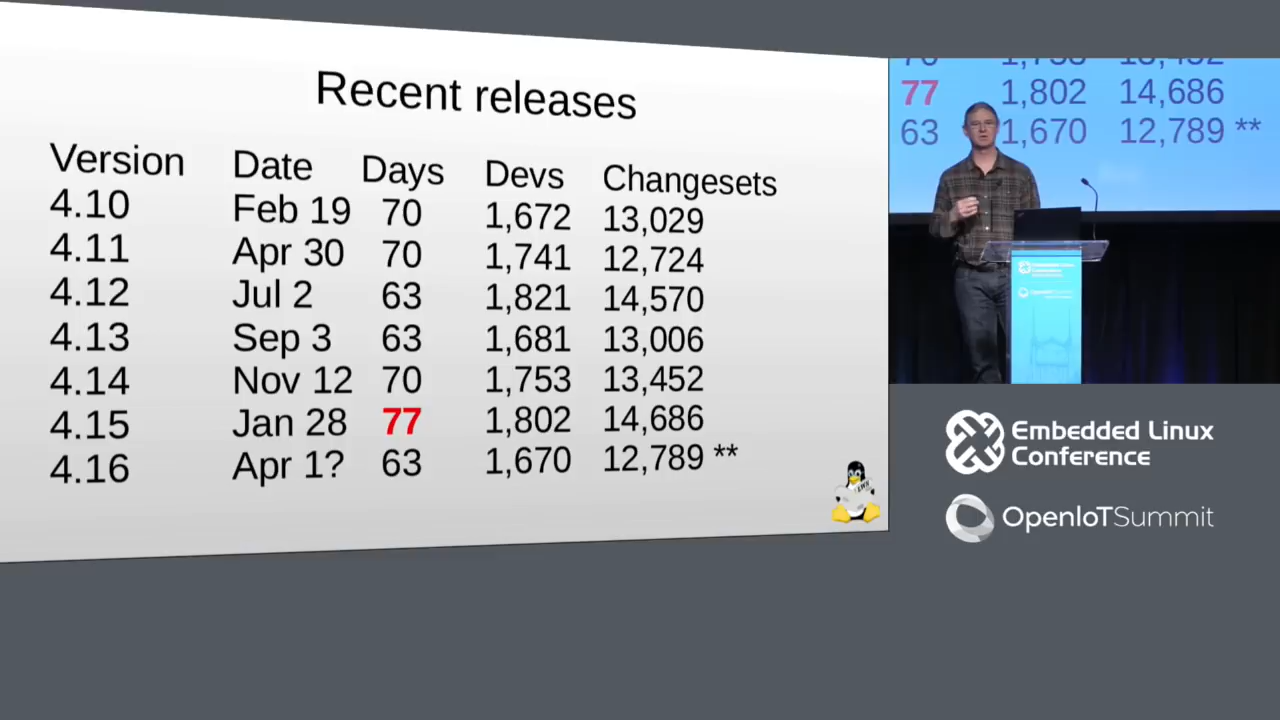 Recent releases
Version Date Days Devs Changesets
4.10 Feb 19 70 1,672 13,029
4.11 Apr 30 70 1,741 12,724
4.12 Jul 2 63 1,821 14,570
4.13 Sep 3 63 1,681 13,006
4.14 Nov 12 70 1,753 13,452
4.15 Jan 28 77 1,802 14,686
4.16 Apr 1? 63 1,670 12,789 **
77 1,802 14,686
63 1,670 12,789 **
Embedded Linux
Conference
OpenIoTSummit
Embedded Linux
Conference
OpenIoTSummit